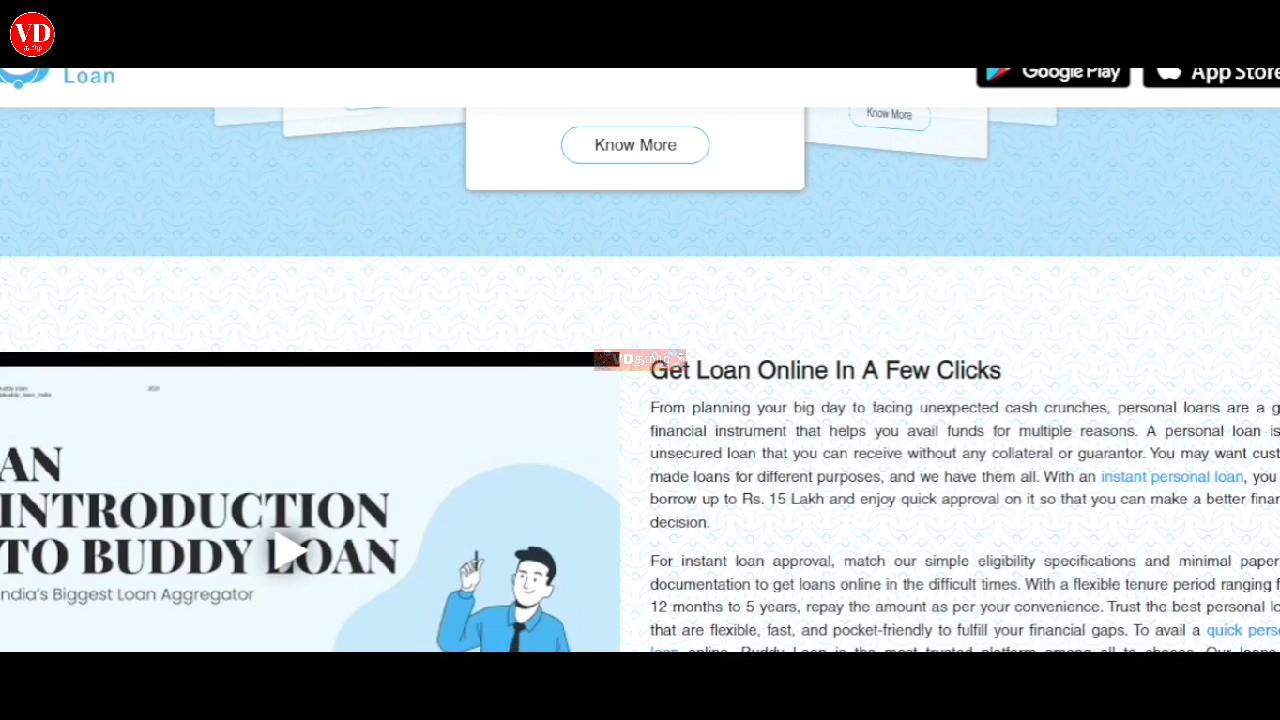 VD
தமிழ்
Loan
Google Play
App Store
Know More
Know More
VDதமிழ்
Get Loan Online In A Few Clicks
2021
From planning your big day to facing unexpected cash crunches, personal loans are a
financial instrument that helps you avail funds for multiple reasons. A personal loan is
unsecured loan that you can receive without any collateral or guarantor. You may want
made loans for different purposes, and we have them all. With an instant personal loan, you
borrow up to Rs. 15 Lakh and enjoy quick approval on it so that you can make a better
decision.
For instant loan approval, match our simple eligibility specifications and minimal
documentation to get loans online in the difficult times. With a flexible tenure period ranging
12 months to 5 years, repay the amount as per your convenience. Trust the best personal
that are flexible, fast, and pocket-friendly to fulfill your financial gaps. To avail a quick
AN
INTRODUCTION
TO BUDDY LOAN
India's Biggest Loan Aggregator